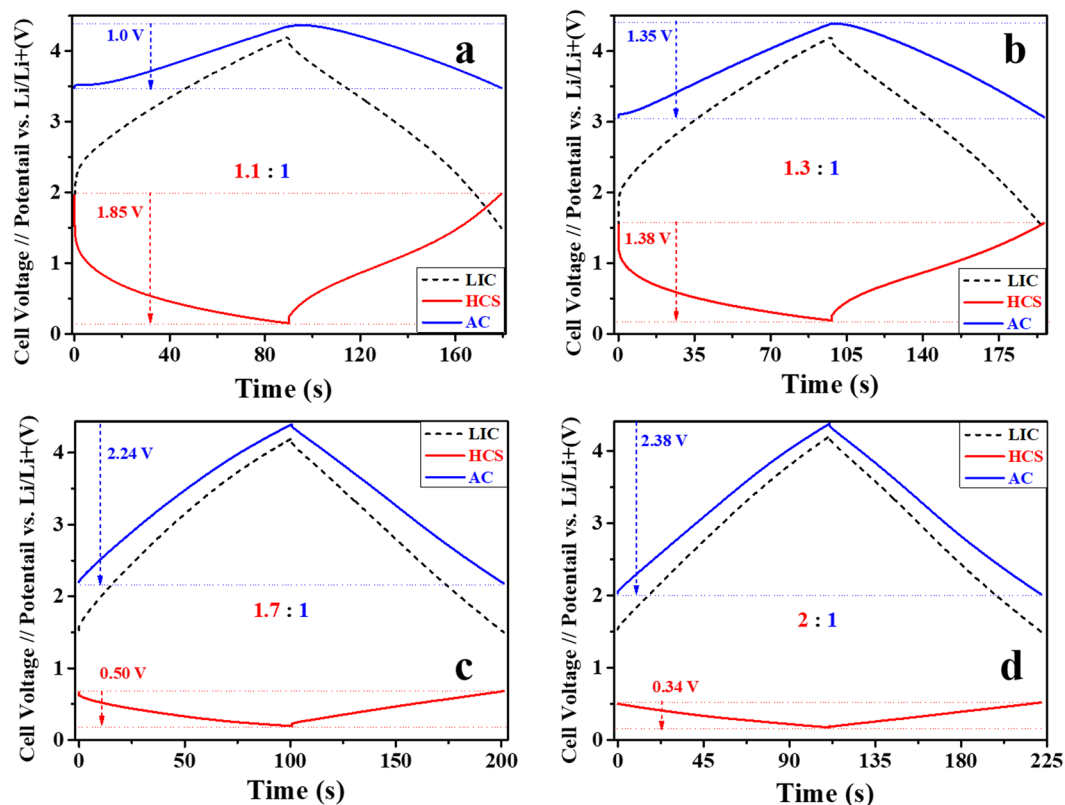 Cell Voltage // Potentail vs. Li/Li+(V)
4
3
2
1
0
1.0 V
a
1.1 : 1
1.85 V
LIC
HCS
AC
0 40 80 120 160
Time (s)
Cell Voltage // Potentail vs. Li/Li+(V)
4
3
2
1
0
1.35 V
b
1.3 : 1
1.38 V
LIC
HCS
AC
0 35 70 105 140 175
Time (s)
Cell Voltage // Potentail vs. Li/Li+(V)
4
3
2
1
0
2.24 V
LIC
HCS
AC
1.7 : 1
c
0.50 V
0 50 100 150 200
Time (s)
Cell Voltage // Potentail vs. Li/Li+(V)
4
3
2
1
0
2.38 V
LIC
HCS
AC
2 : 1
d
0.34 V
0 45 90 135 180 225
Time (s)